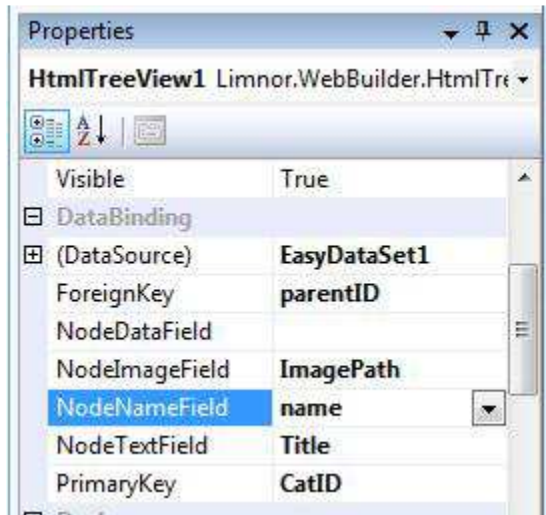 Properties
HtmlTreeView1 Limnor.WebBuilder.HtmlTre
Visible True
DataBinding
(DataSource) EasyDataSet1
ForeignKey parentID
NodeDataField
NodeImageField ImagePath
NodeNameField name
NodeTextField Title
PrimaryKey CatID